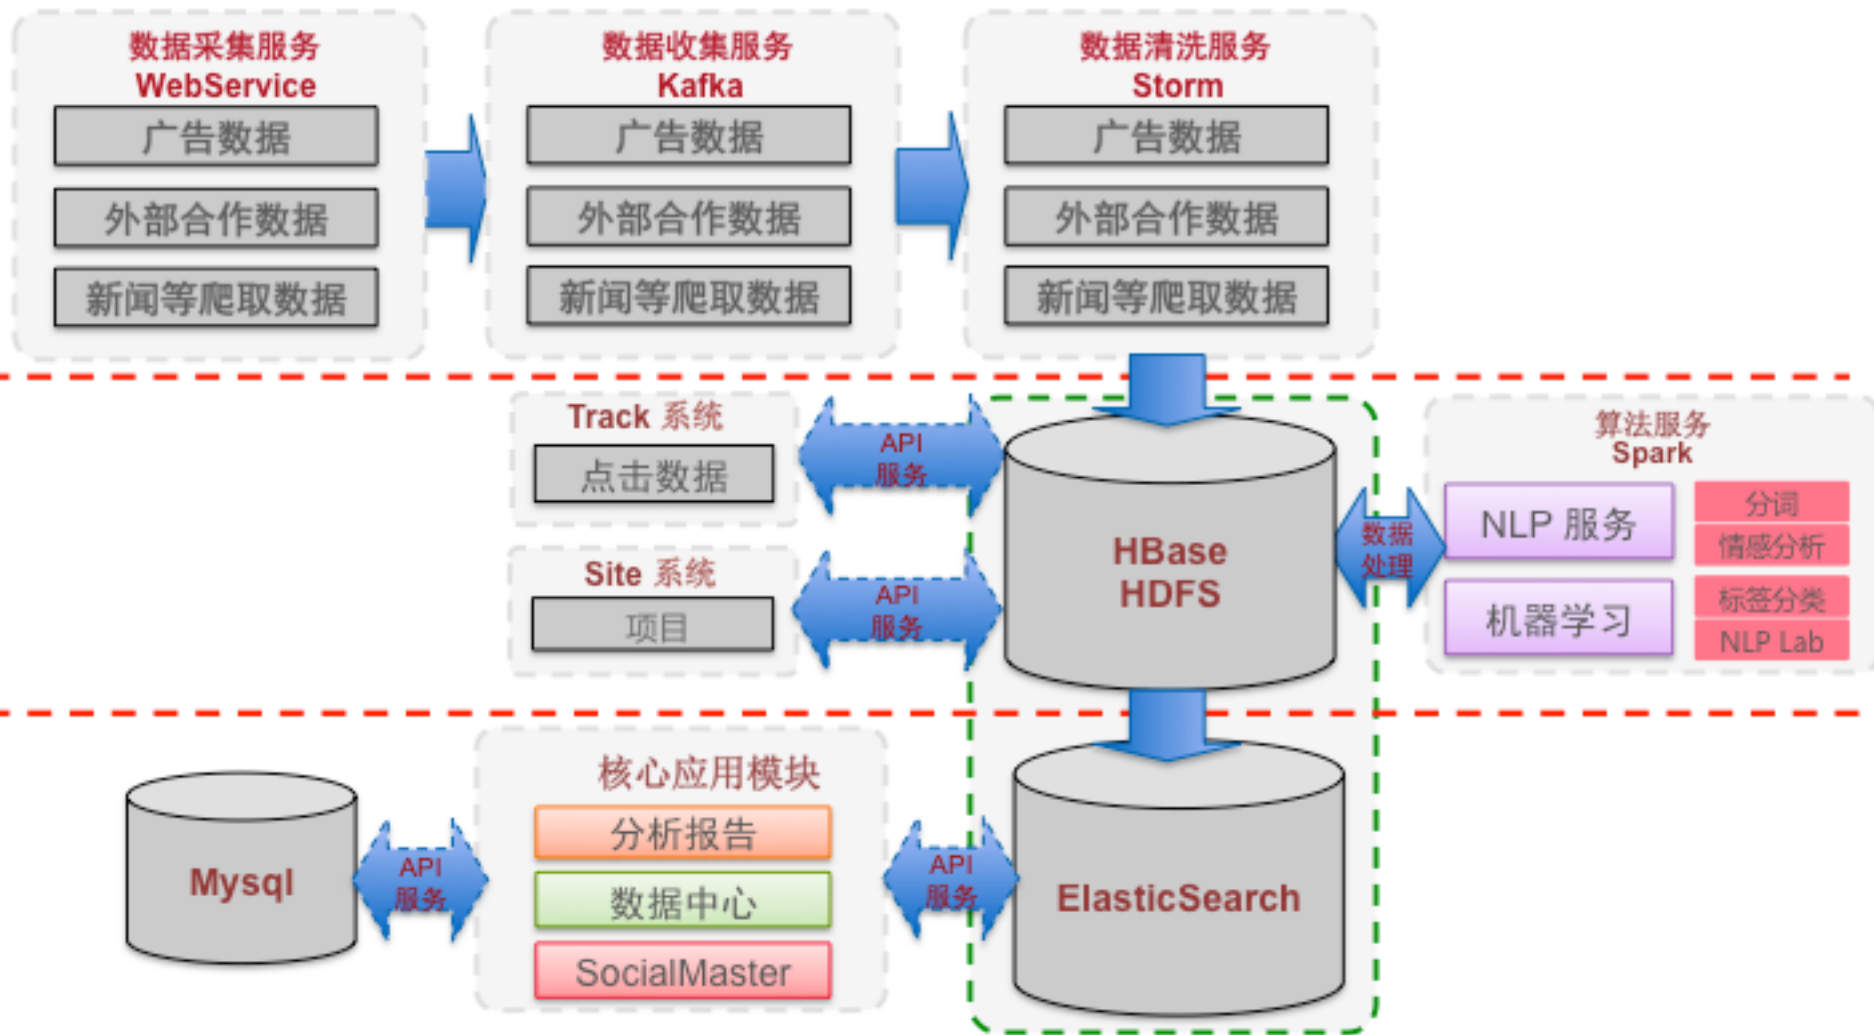 数据采集服务
WebService
广告数据
外部合作数据
新闻等爬取数据
数据收集服务
Kafka
广告数据
外部合作数据
新闻等爬取数据
数据清洗服务
Storm
广告数据
外部合作数据
新闻等爬取数据
Track 系统
点击数据
API
服务
Site 系统
项目
API
服务
HBase
HDFS
数据
处理
算法服务
Spark
NLP 服务
分词
情感分析
机器学习
标签分类
NLP Lab
Mysql
API
服务
核心应用模块
分析报告
数据中心
SocialMaster
API
服务
ElasticSearch